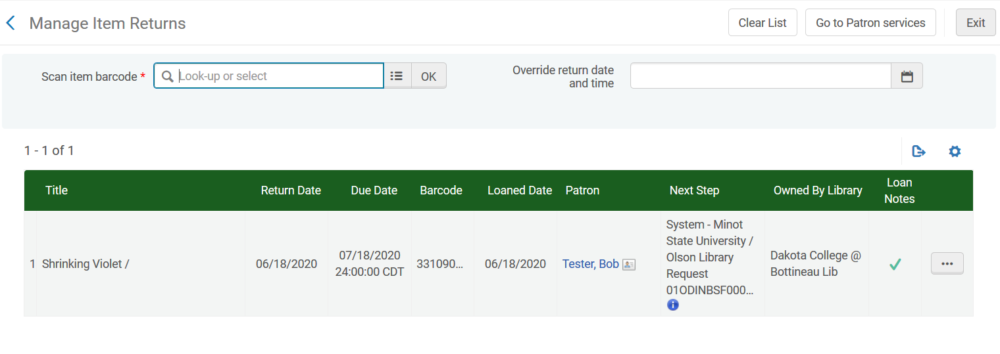 Manage Item Returns
Clear List
Go to Patron services
Exit
Scan item barcode *
Look-up or select
OK
Override return date
and time
1 - 1 of 1
Title
Return Date
Due Date
Barcode
Loaned Date
Patron
Next Step
Owned By Library
Loan
Notes
1
Shrinking Violet /
06/18/2020
07/18/2020
24:00:00 CDT
331090...
06/18/2020
Tester, Bob
System - Minot
State University /
Olson Library
Request
01ODINBSF000...
Dakota College @
Bottineau Lib